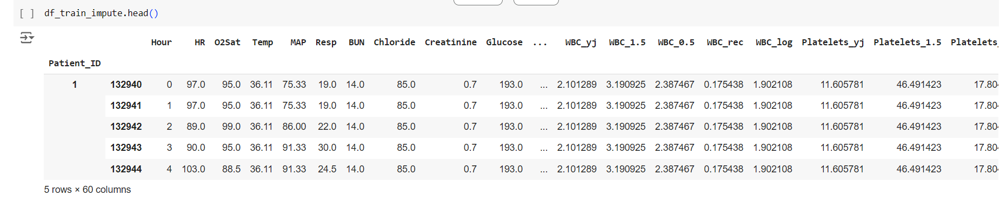 [ ] df_train_impute.head()
Hour HR O2Sat Temp MAP Resp BUN Chloride Creatinine Glucose ... WBC_yj WBC_1.5 WBC_0.5 WBC_rec WBC_log Platelets_yj Platelets_1.5 Platelets_
Patient_ID
1 132940 0 97.0 95.0 36.11 75.33 19.0 14.0 85.0 0.7 193.0 ... 2.101289 3.190925 2.387467 0.175438 1.902108 11.605781 46.491423 17.80
132941 1 97.0 95.0 36.11 75.33 19.0 14.0 85.0 0.7 193.0 ... 2.101289 3.190925 2.387467 0.175438 1.902108 11.605781 46.491423 17.80
132942 2 89.0 99.0 36.11 86.00 22.0 14.0 85.0 0.7 193.0 ... 2.101289 3.190925 2.387467 0.175438 1.902108 11.605781 46.491423 17.80
132943 3 90.0 95.0 36.11 91.33 30.0 14.0 85.0 0.7 193.0 ... 2.101289 3.190925 2.387467 0.175438 1.902108 11.605781 46.491423 17.80
132944 4 103.0 88.5 36.11 91.33 24.5 14.0 85.0 0.7 193.0 ... 2.101289 3.190925 2.387467 0.175438 1.902108 11.605781 46.491423 17.80
5 rows × 60 columns